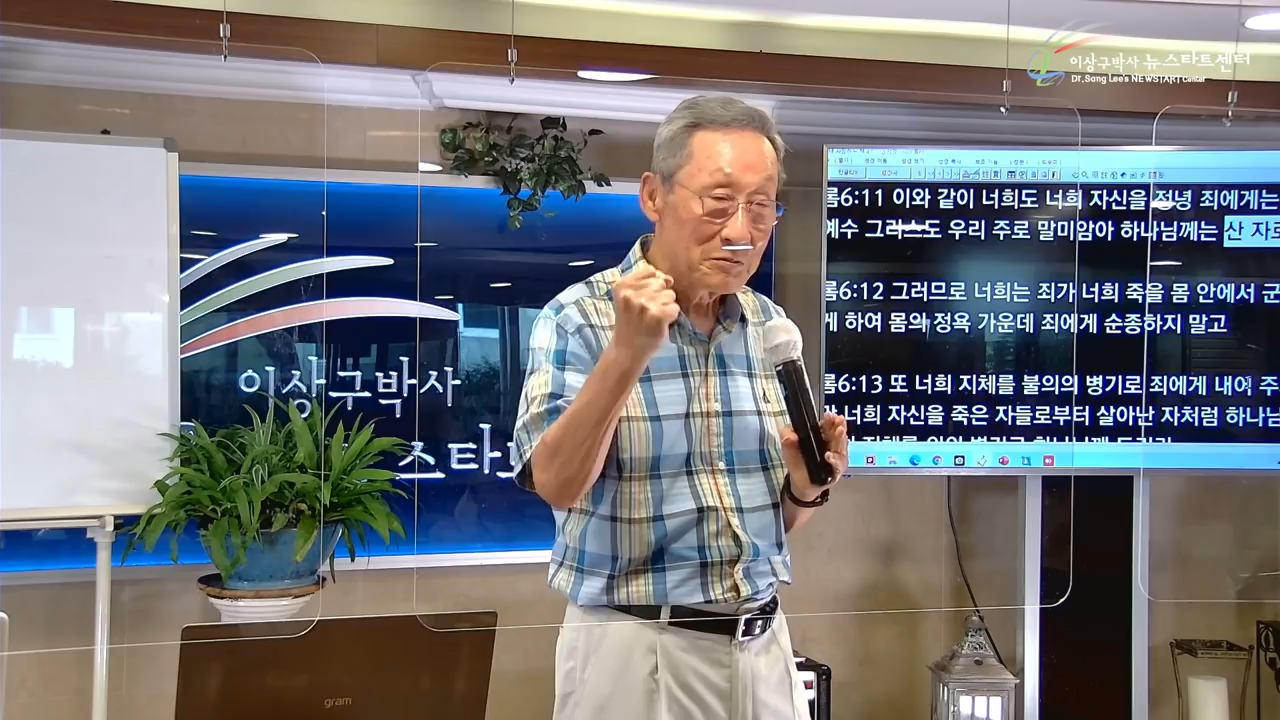 이상구박사 뉴스타트센터
Dr.Sang Lee's NEWSTART Center
이상구박사
스타트
롬6:11 이와 같이 너희도 너희 자신을 정녕 죄에게는
예수 그리스도 우리 주로 말미암아 하나님께는 산 자로
롬6:12 그러므로 너희는 죄가 너희 죽을 몸 안에서 군
게 하여 몸의 정욕 가운데 죄에게 순종하지 말고
롬6:13 또 너희 지체를 불의의 병기로 죄에게 내어 주
너희 자신을 죽은 자들로부터 살아난 자처럼 하나님
gram